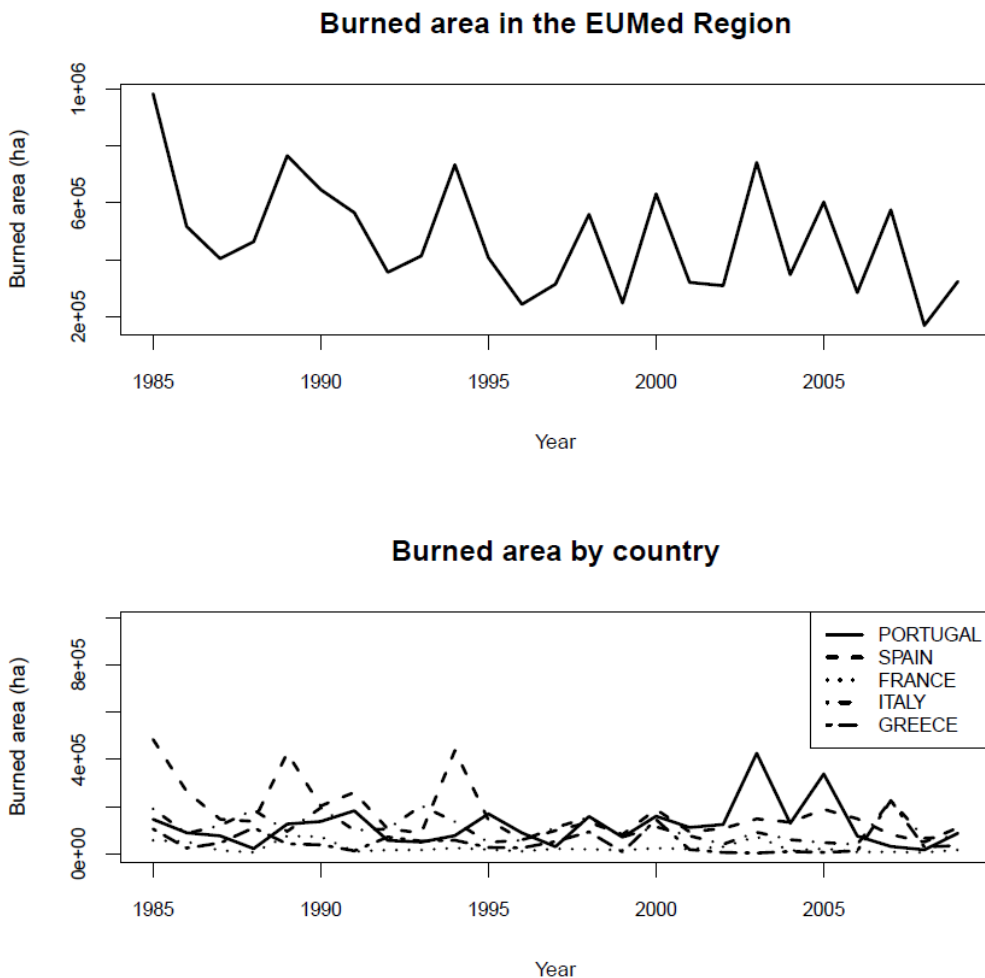 Burned area in the EUMed Region
Burned area (ha)
1e+06
6e+05
2e+05
1985 1990 1995 2000 2005
Year
Burned area by country
Burned area (ha)
8e+05
4e+05
0e+00
PORTUGAL
SPAIN
FRANCE
ITALY
GREECE
1985 1990 1995 2000 2005
Year